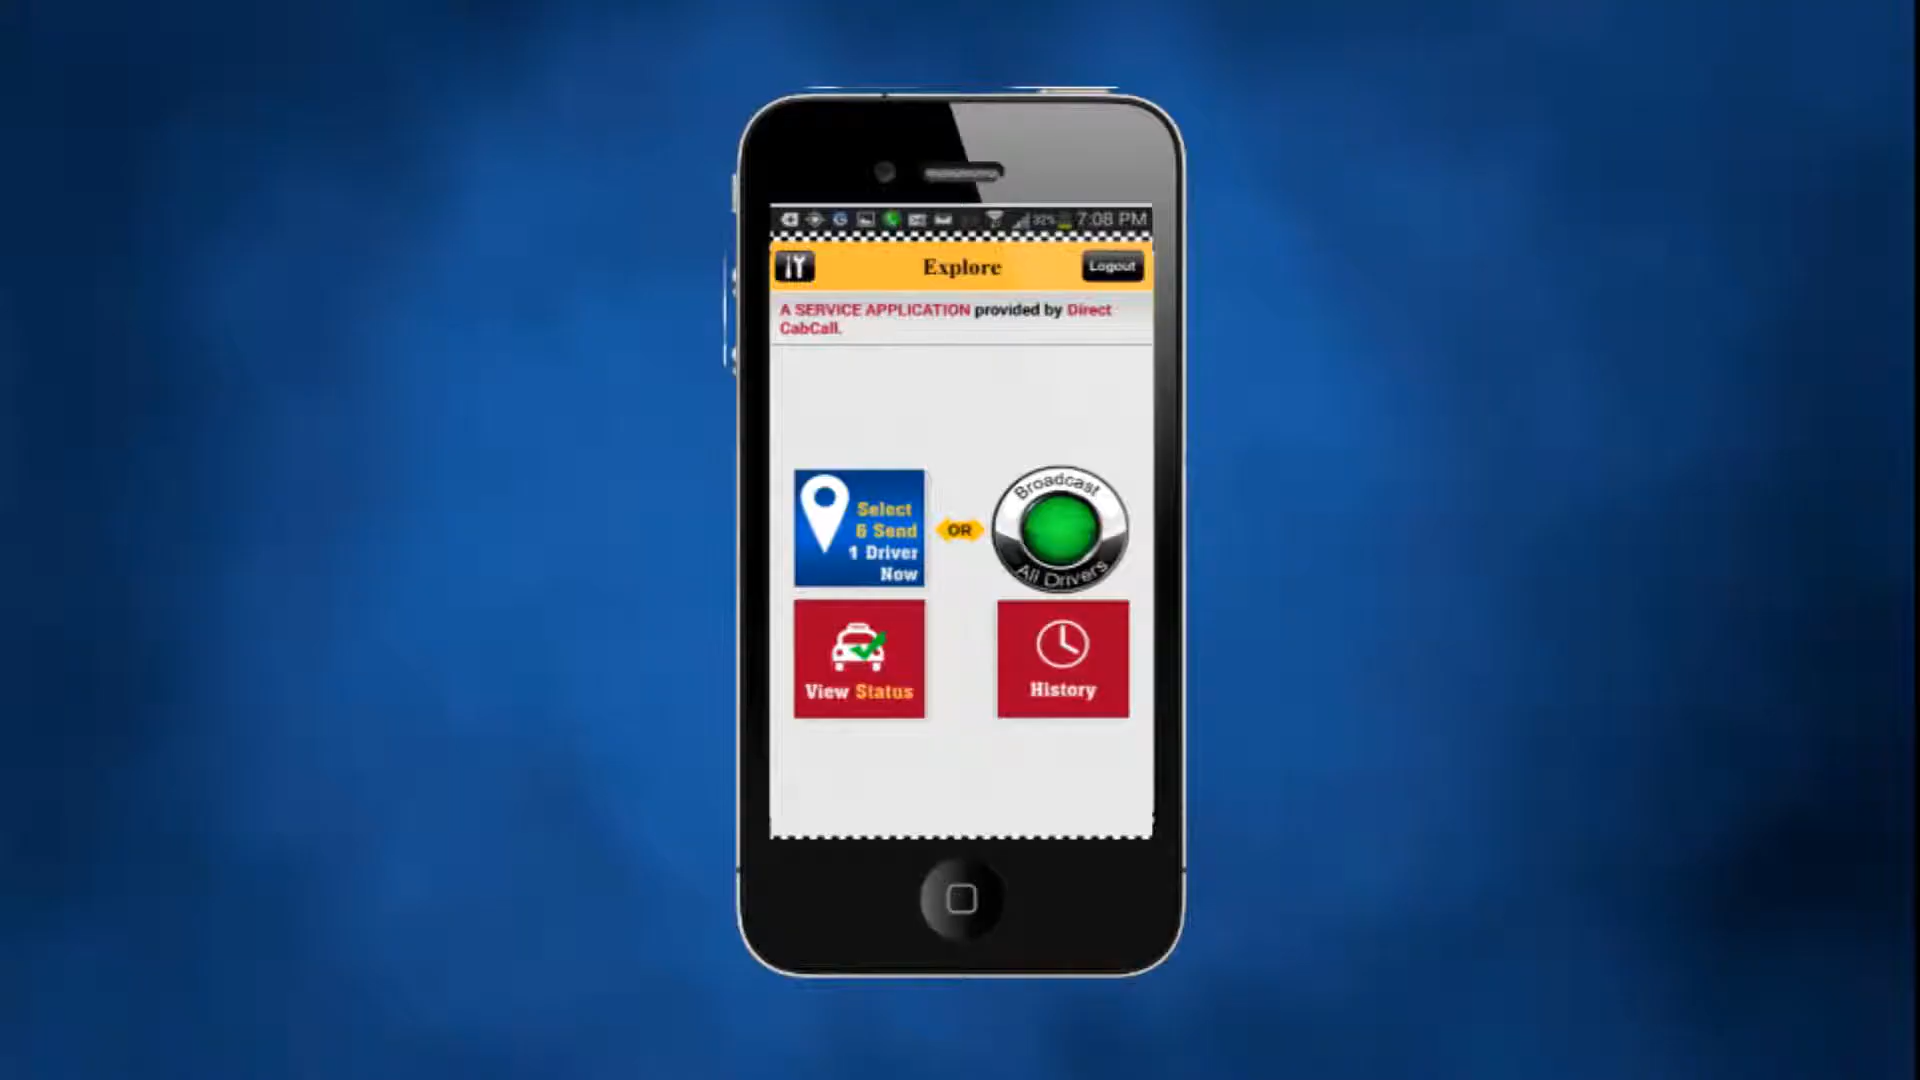 32% 7:08 PM
Explore
Logout
A SERVICE APPLICATION provided by Direct
CabCall.
Select
& Send
1 Driver
Now
OR
Broadcast
All Drivers
View Status
History